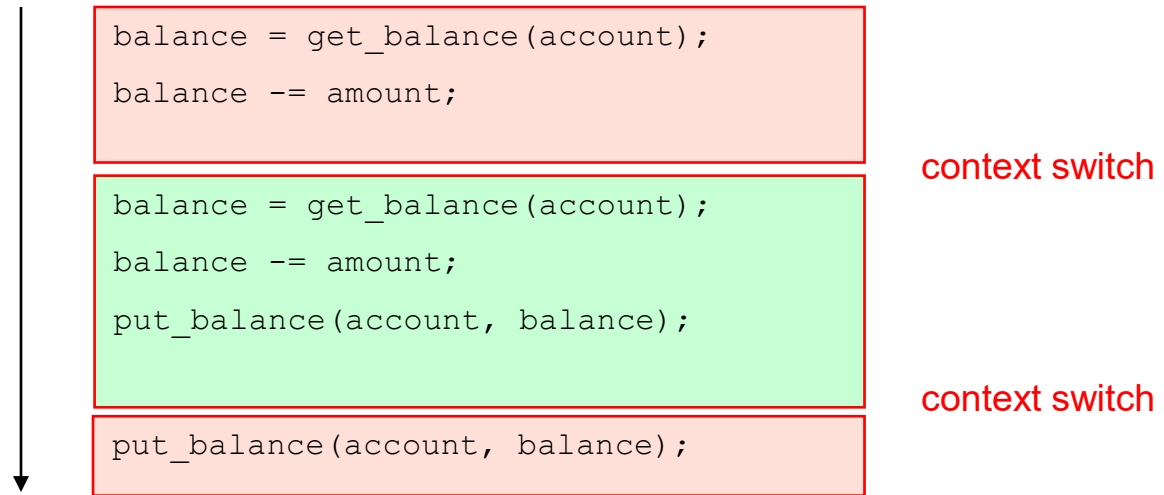 balance = get_balance(account);
balance -= amount;
context switch
balance = get_balance(account);
balance -= amount;
put_balance(account, balance);
context switch
put_balance(account, balance);